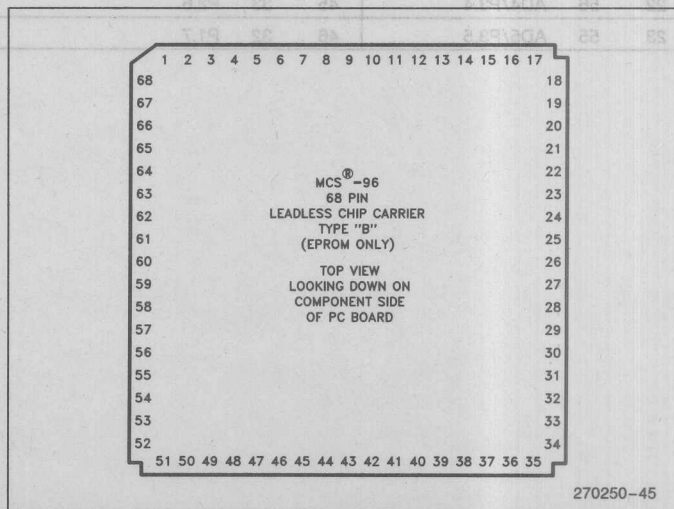 1 2 3 4 5 6 7 8 9 10 11 12 13 14 15 16 17
68 18
67 19
66 20
65 21
64 22
63 23
62 24
61 25
60 26
59 27
58 28
57 29
56 30
55 31
54 32
53 33
52 34
MCS®-96
68 PIN
LEADLESS CHIP CARRIER
TYPE "B"
(EPROM ONLY)
TOP VIEW
LOOKING DOWN ON
COMPONENT SIDE
OF PC BOARD
51 50 49 48 47 46 45 44 43 42 41 40 39 38 37 36 35
270250-45